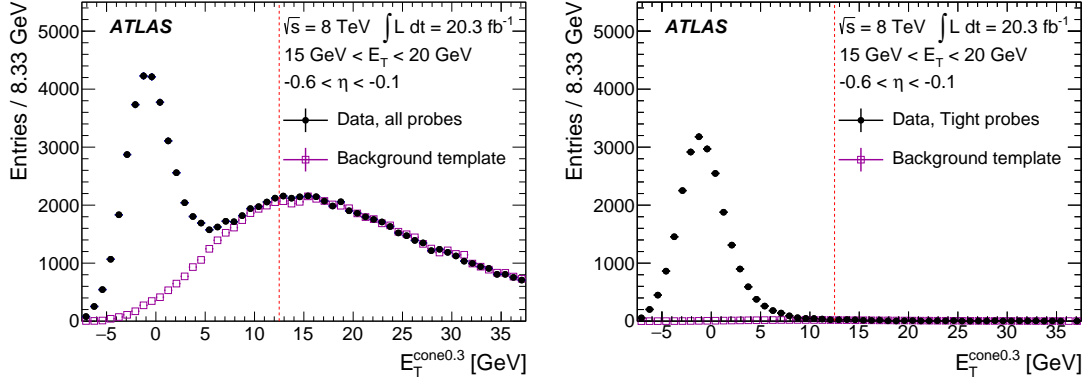 Entries / 8.33 GeV
5000
4000
3000
2000
1000
0
ATLAS
√s = 8 TeV ∫ L dt = 20.3 fb⁻¹
15 GeV < E_T < 20 GeV
-0.6 < η < -0.1
Data, all probes
Background template
−5 0 5 10 15 20 25 30 35
E_T^cone0.3 [GeV]
Entries / 8.33 GeV
5000
4000
3000
2000
1000
0
ATLAS
√s = 8 TeV ∫ L dt = 20.3 fb⁻¹
15 GeV < E_T < 20 GeV
-0.6 < η < -0.1
Data, Tight probes
Background template
−5 0 5 10 15 20 25 30 35
E_T^cone0.3 [GeV]